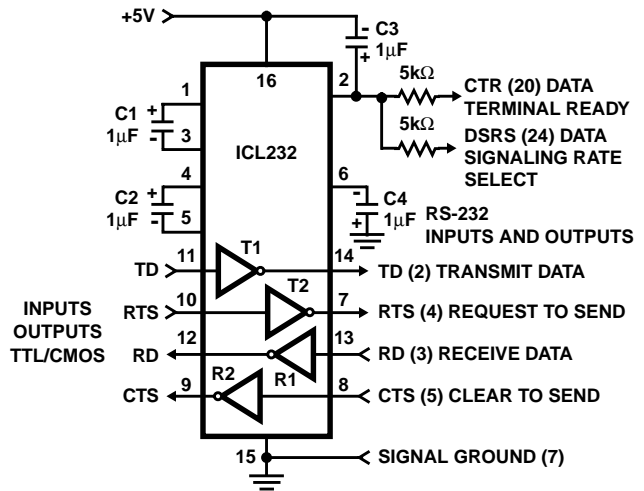 +5V
-
C3
1µF
+
16
2
5kΩ
CTR (20) DATA
TERMINAL READY
5kΩ
DSRS (24) DATA
SIGNALING RATE
SELECT
1
+
C1
1µF
-
3
ICL232
4
+
C2
1µF
-
5
6
-
C4
1µF
+
RS-232
INPUTS AND OUTPUTS
T1
TD
11
14
TD (2) TRANSMIT DATA
T2
INPUTS
OUTPUTS
TTL/CMOS
RTS
10
7
RTS (4) REQUEST TO SEND
RD
12
13
RD (3) RECEIVE DATA
R1
CTS
9
R2
8
CTS (5) CLEAR TO SEND
15
SIGNAL GROUND (7)